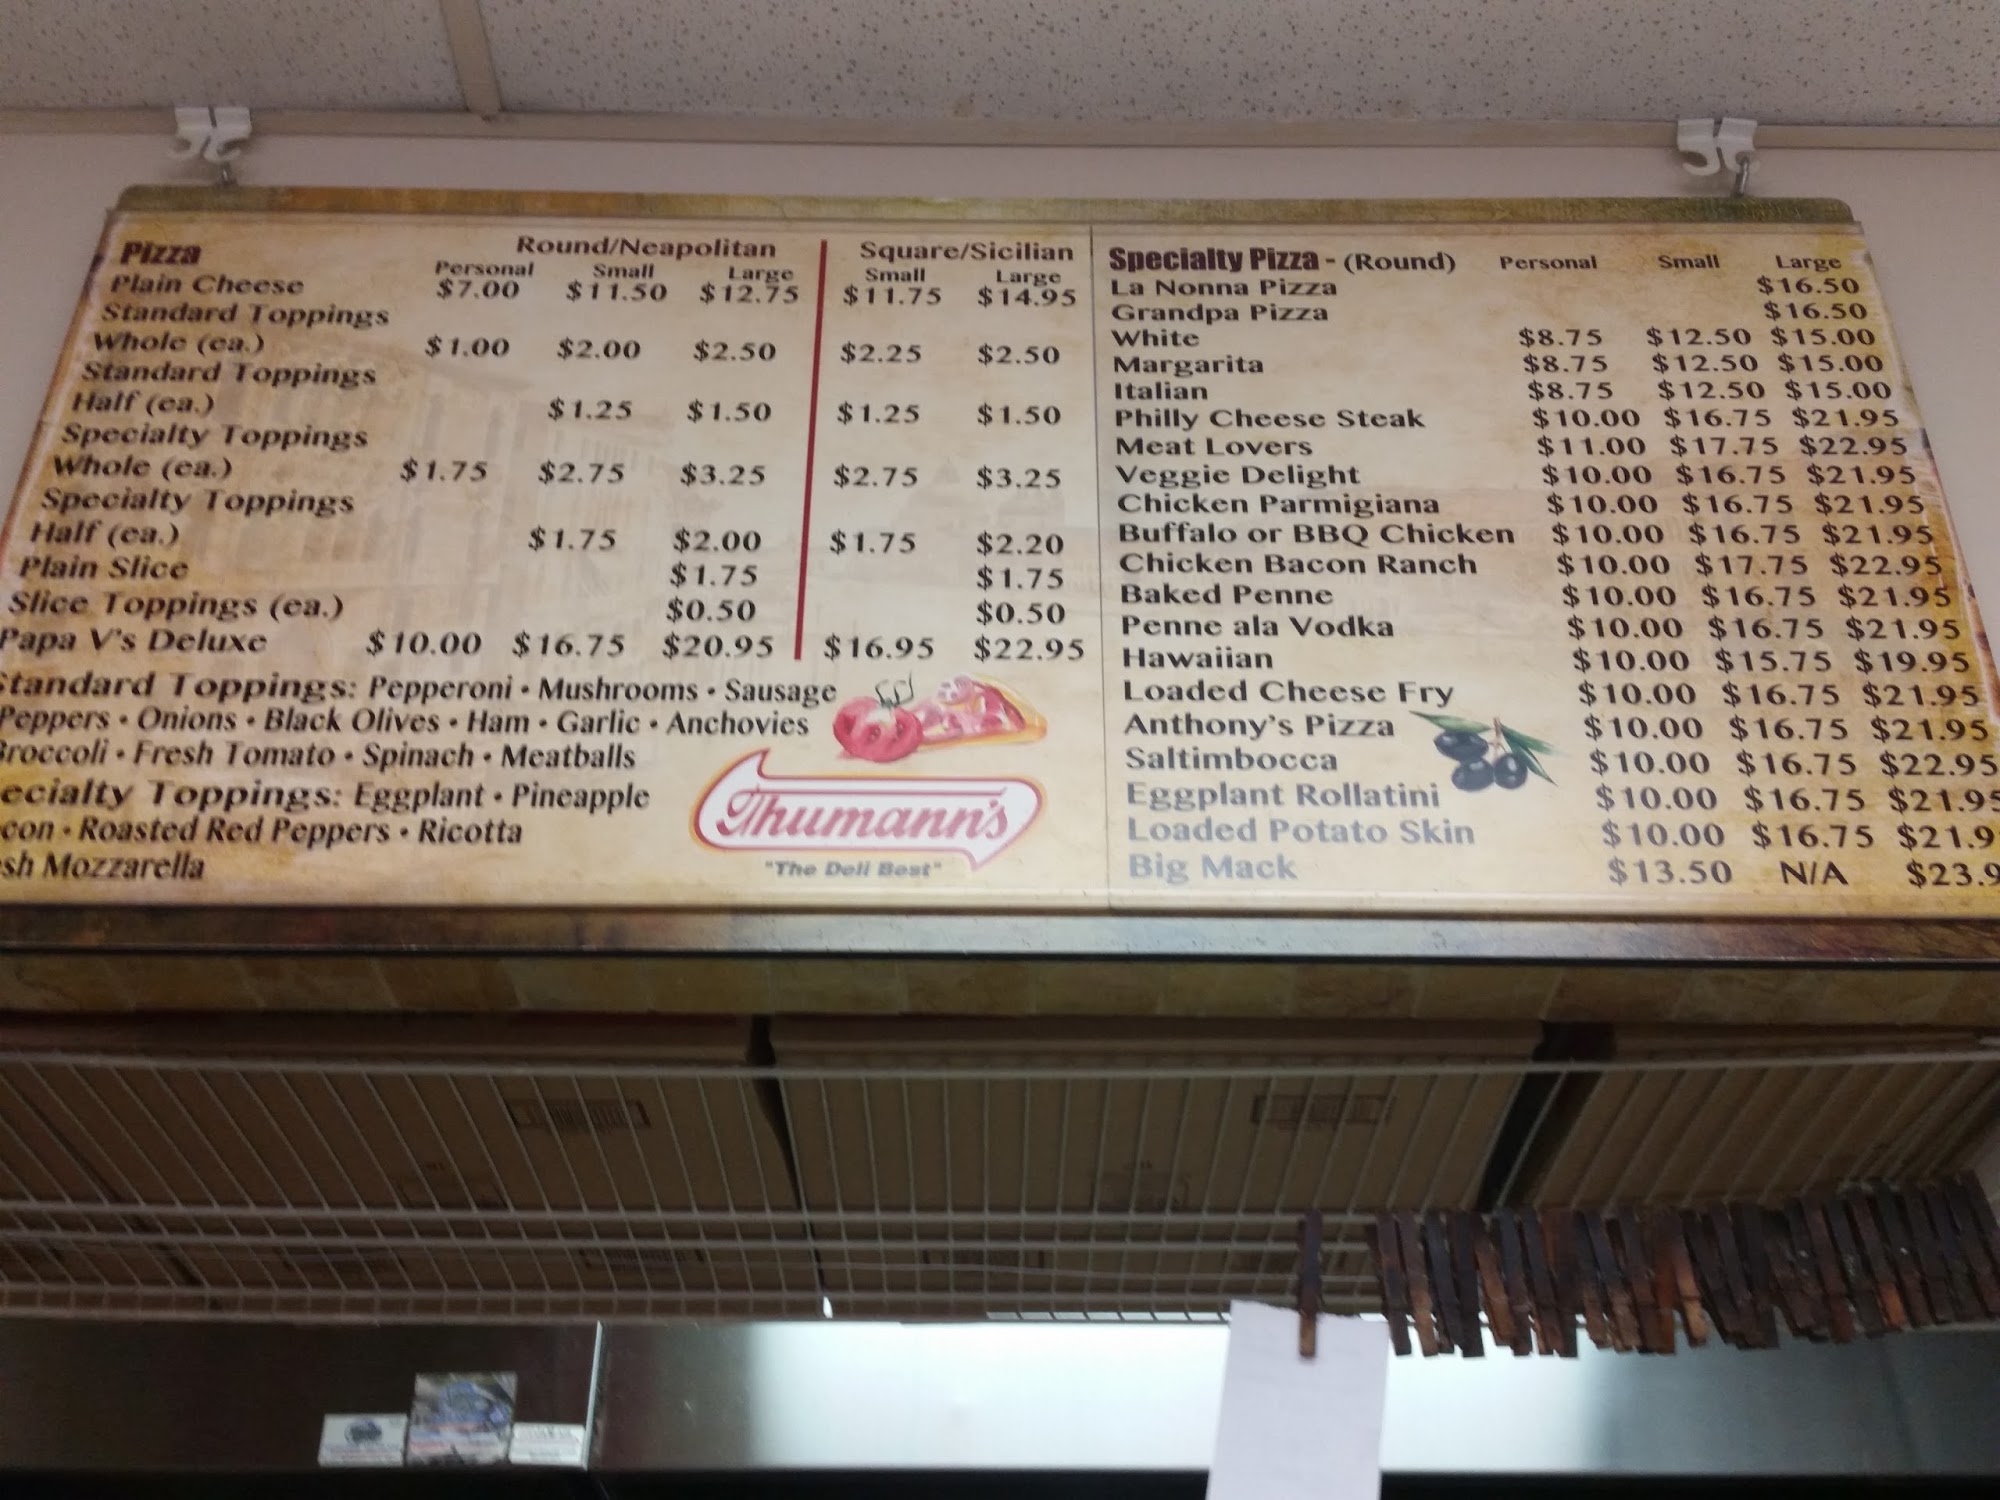 Pizza Round/Neapolitan Square/Sicilian
Personal Small Large Small Large
Plain Cheese $7.00 $11.50 $12.75 $11.75 $14.95
Standard Toppings
Whole (ea.) $1.00 $2.00 $2.50 $2.25 $2.50
Standard Toppings
Half (ea.) $1.25 $1.50 $1.25 $1.50
Specialty Toppings
Whole (ea.) $1.75 $2.75 $3.25 $2.75 $3.25
Specialty Toppings
Half (ea.) $1.75 $2.00 $1.75 $2.20
Plain Slice $1.75 $1.75
Slice Toppings (ea.) $0.50 $0.50
Papa V's Deluxe $10.00 $16.75 $20.95 $16.95 $22.95
Standard Toppings: Pepperoni • Mushrooms • Sausage
Peppers • Onions • Black Olives • Ham • Garlic • Anchovies
Broccoli • Fresh Tomato • Spinach • Meatballs
ecialty Toppings: Eggplant • Pineapple
con • Roasted Red Peppers • Ricotta
sh Mozzarella
Thumann's
"The Deli Best"
Specialty Pizza - (Round) Personal Small Large
La Nonna Pizza $16.50
Grandpa Pizza $16.50
White $8.75 $12.50 $15.00
Margarita $8.75 $12.50 $15.00
Italian $8.75 $12.50 $15.00
Philly Cheese Steak $10.00 $16.75 $21.95
Meat Lovers $11.00 $17.75 $22.95
Veggie Delight $10.00 $16.75 $21.95
Chicken Parmigiana $10.00 $16.75 $21.95
Buffalo or BBQ Chicken $10.00 $16.75 $21.95
Chicken Bacon Ranch $10.00 $17.75 $22.95
Baked Penne $10.00 $16.75 $21.95
Penne ala Vodka $10.00 $16.75 $21.95
Hawaiian $10.00 $15.75 $19.95
Loaded Cheese Fry $10.00 $16.75 $21.95
Anthony's Pizza $10.00 $16.75 $21.95
Saltimbocca $10.00 $16.75 $22.95
Eggplant Rollatini $10.00 $16.75 $21.95
Loaded Potato Skin $10.00 $16.75 $21.9
Big Mack $13.50 N/A $23.9